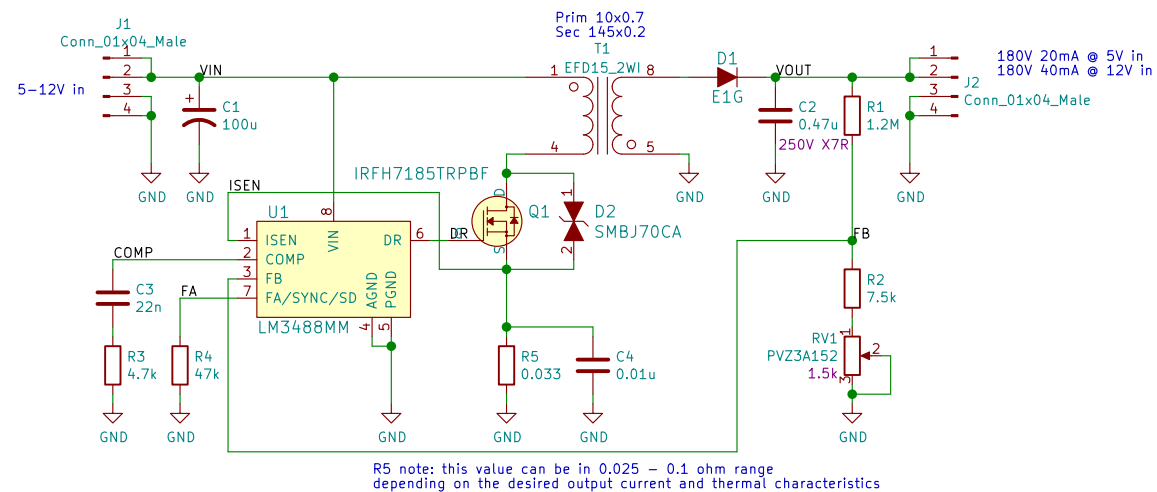 Prim 10x0.7
Sec 145x0.2
J1
Conn_01x04_Male
1
2
3
4
5-12V in
VIN
C1
100u
GND
GND
T1
EFD15_2WI
1
8
4
5
GND
D1
E1G
VOUT
C2
0.47u
250V X7R
GND
R1
1.2M
1
2
3
4
J2
Conn_01x04_Male
180V 20mA @ 5V in
180V 40mA @ 12V in
GND
IRFH7185TRPBF
D
S
Q1
1
2
D2
SMBJ70CA
ISEN
U1
8
VIN
1
ISEN
2
COMP
3
FB
7
FA/SYNC/SD
DR
6
DR
AGND
PGND
4
5
LM3488MM
COMP
C3
22n
FA
R3
4.7k
R4
47k
GND
GND
GND
R5
0.033
C4
0.01u
GND
GND
FB
R2
7.5k
RV1
PVZ3A152
1.5k
1
2
3
GND
R5 note: this value can be in 0.025 – 0.1 ohm range
depending on the desired output current and thermal characteristics